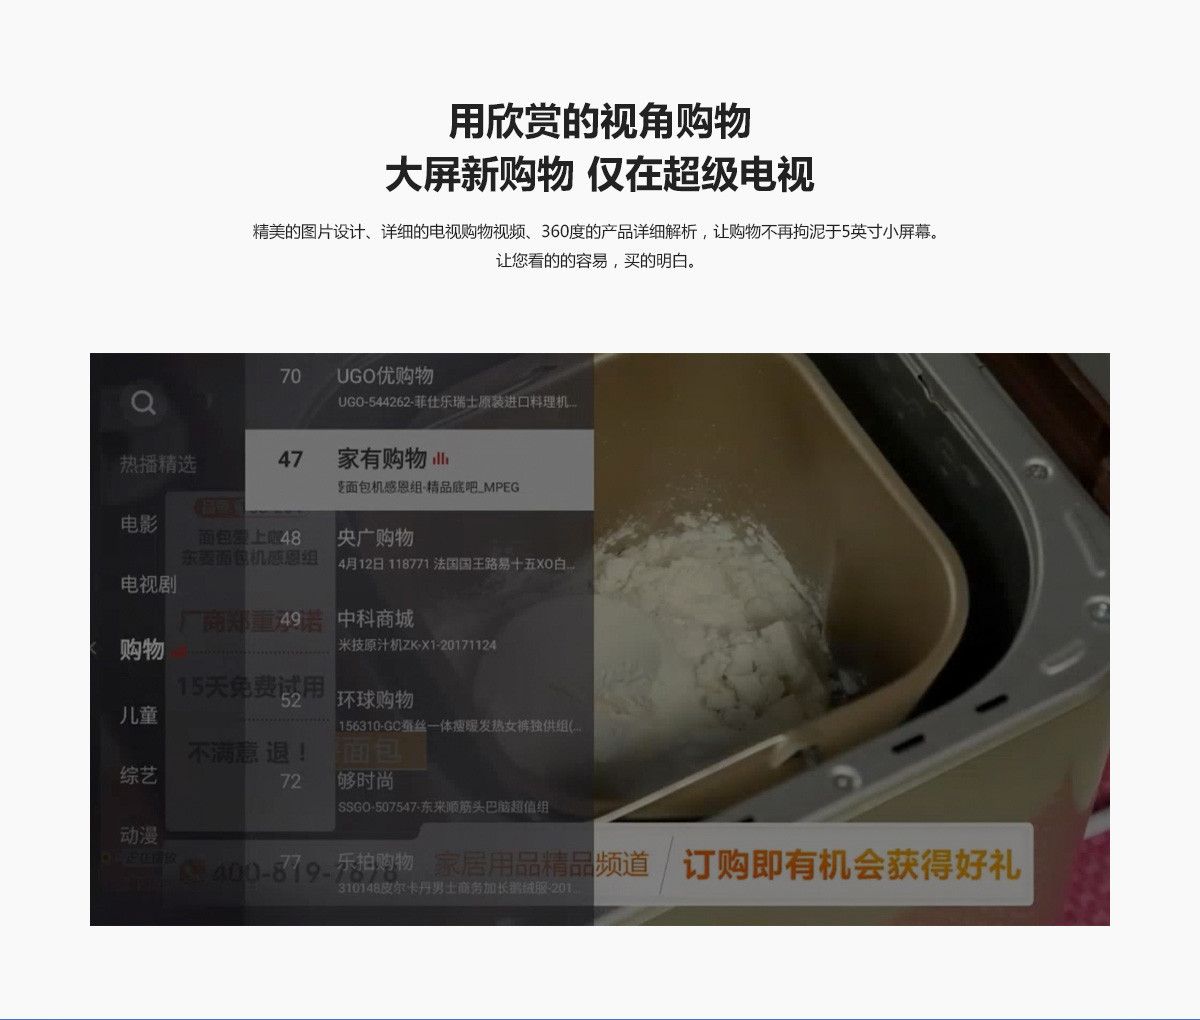 用欣赏的视角购物
大屏新购物 仅在超级电视
精美的图片设计、详细的电视购物视频、360度的产品详细解析，让购物不再拘泥于5英寸小屏幕。
让您看的的容易，买的明白。
热播精选
电影
电视剧
购物
儿童
综艺
动漫
70 UGO优购物
UGO-544262-菲仕乐瑞士原装进口料理机...
47 家有购物
菱面包机感恩组-精品底吧_MPEG
48 央广购物
4月12日 118771 法国国王路易十五XO白...
49 中科商城
米技原汁机ZK-X1-20171124
52 环球购物
156310-GC蚕丝一体瘦暖发热女裤独供组(...
72 够时尚
SSGO-507547-东来顺筋头巴脑超值组
77 乐拍购物
310148皮尔卡丹男士商务加长鹅绒服-201...
面包爱上咖
东菱面包机感恩组
厂商郑重承诺
15天免费试用
不满意 退！
面包
正在播放
400-819-7878
家居用品精品频道
订购即有机会获得好礼